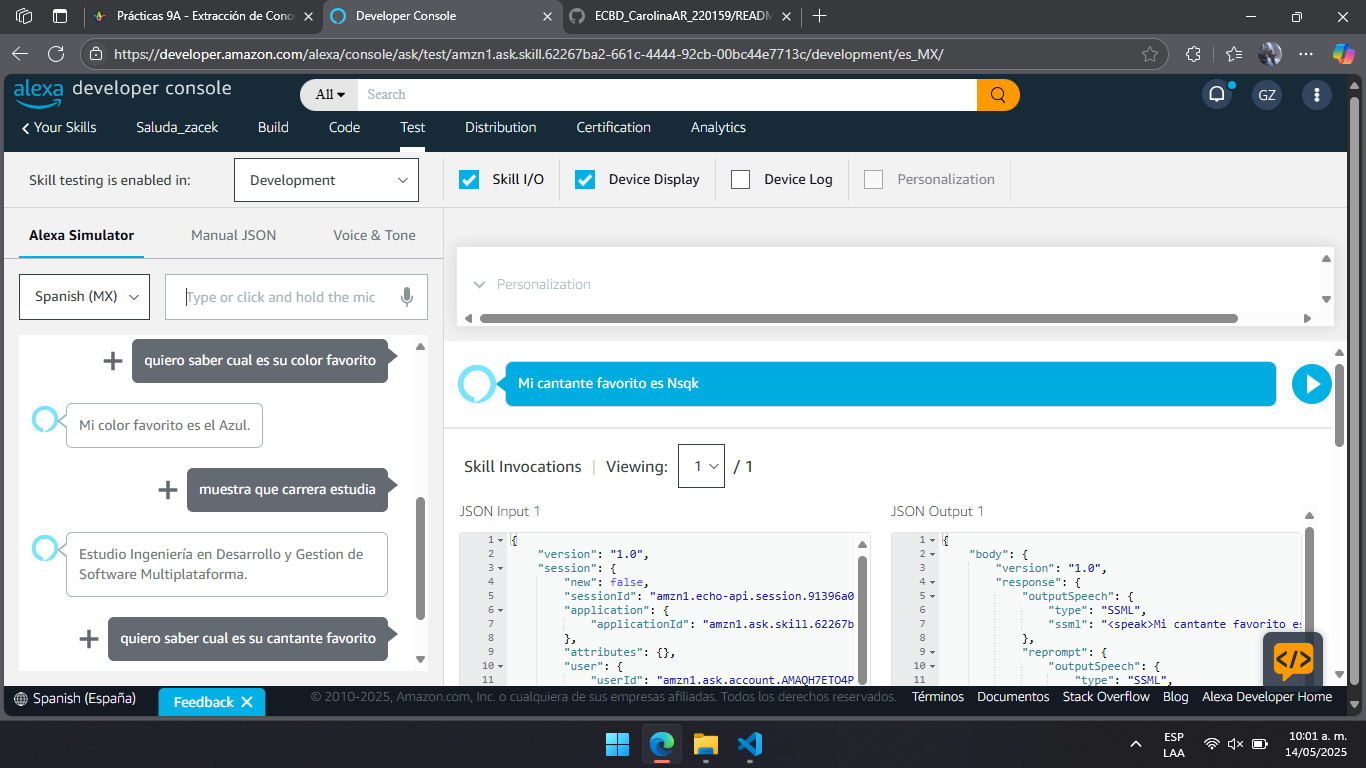 Prácticas 9A - Extracción de Cono
Developer Console
ECBD_CarolinaAR_220159/READM
https://developer.amazon.com/alexa/console/ask/test/amzn1.ask.skill.62267ba2-661c-4444-92cb-00bc44e7713c/development/es_MX/
alexa developer console
All
Search
GZ
Your Skills
Saluda_zacek
Build
Code
Test
Distribution
Certification
Analytics
Skill testing is enabled in:
Development
Skill I/O
Device Display
Device Log
Personalization
Alexa Simulator
Manual JSON
Voice & Tone
Spanish (MX)
Type or click and hold the mic
quiero saber cual es su color favorito
Mi color favorito es el Azul.
muestra que carrera estudia
Estudio Ingeniería en Desarrollo y Gestion de
Software Multiplataforma.
quiero saber cual es su cantante favorito
Personalization
Mi cantante favorito es Nsqk
Skill Invocations | Viewing: 1 / 1
JSON Input 1
1 {
2 "version": "1.0",
3 "session": {
4 "new": false,
5 "sessionId": "amzn1.echo-api.session.91396a0
6 "application": {
7 "applicationId": "amzn1.ask.skill.62267b
8 },
9 "attributes": {},
10 "user": {
11 "userId": "amzn1.ask.account.AMAQH7ETO4P
JSON Output 1
1 {
2 "body": {
3 "version": "1.0",
4 "response": {
5 "outputSpeech": {
6 "type": "SSML",
7 "ssml": "<speak>Mi cantante favorito es
8 },
9 "reprompt": {
10 "outputSpeech": {
11 "type": "SSML",
</>
Spanish (España)
Feedback
© 2010-2025, Amazon.com, Inc. o cualquiera de sus empresas afiliadas. Todos los derechos reservados.
Términos
Documentos
Stack Overflow
Blog
Alexa Developer Home
ESP
LAA
10:01 a. m.
14/05/2025